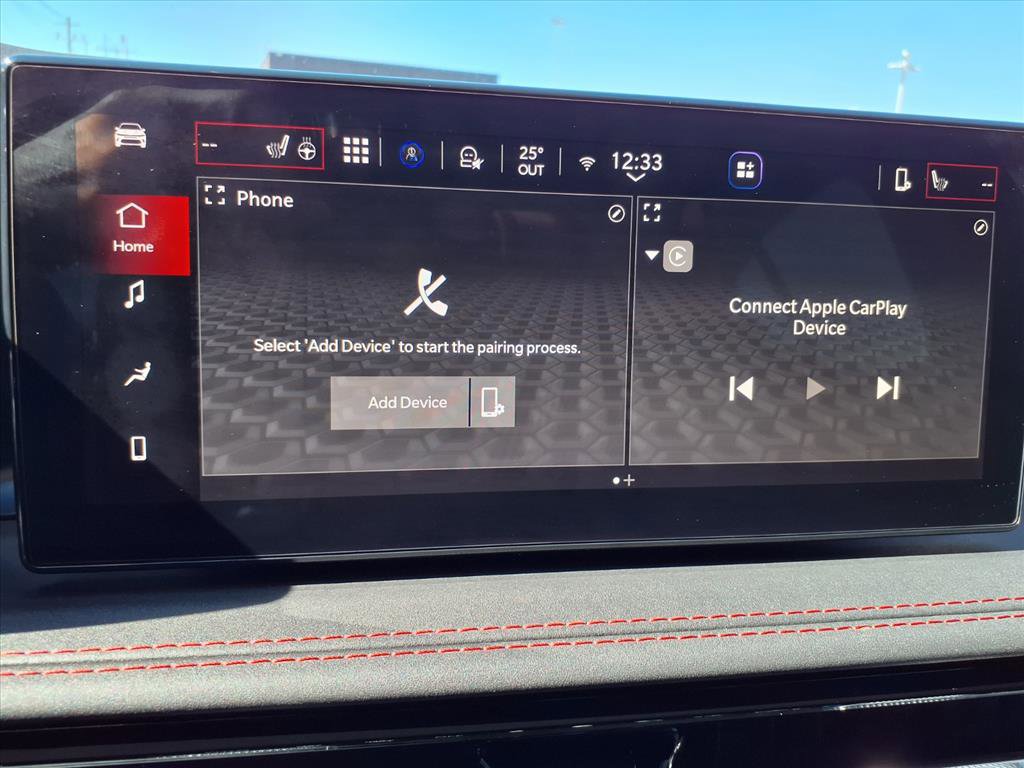 --
25°
OUT
12:33
--
Phone
Home
Select 'Add Device' to start the pairing process.
Add Device
Connect Apple CarPlay
Device